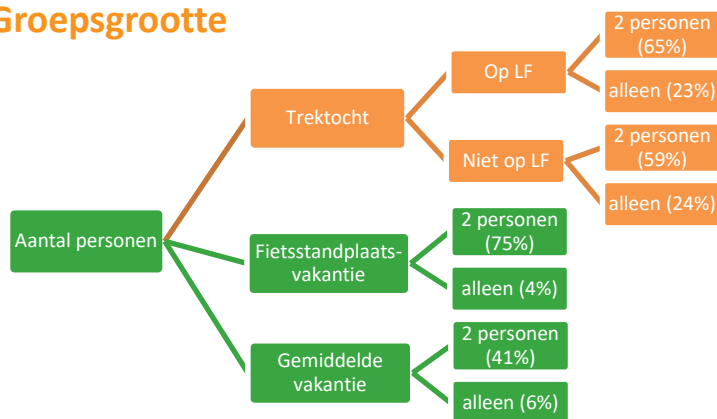 Groepsgrootte
Aantal personen
Trektocht
Op LF
2 personen
(65%)
alleen (23%)
Niet op LF
2 personen
(59%)
alleen (24%)
Fietsstandplaats-
vakantie
2 personen
(75%)
alleen (4%)
Gemiddelde
vakantie
2 personen
(41%)
alleen (6%)